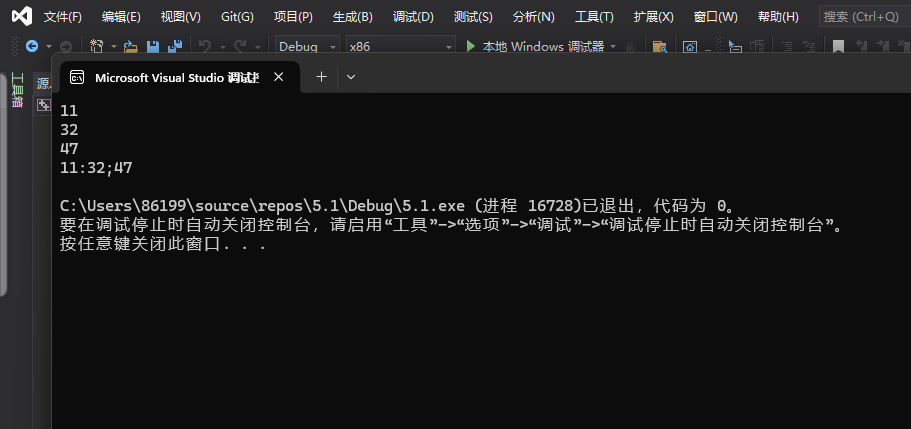 文件(F) 编辑(E) 视图(V) Git(G) 项目(P) 生成(B) 调试(D) 测试(S) 分析(N) 工具(T) 扩展(X) 窗口(W) 帮助(H) 搜索 (Ctrl+Q)
Debug x86 本地 Windows 调试器
工具箱
源
Microsoft Visual Studio 调试
11
32
47
11:32;47
C:\Users\86199\source\repos\5.1\Debug\5.1.exe (进程 16728)已退出，代码为 0。
要在调试停止时自动关闭控制台，请启用“工具”->“选项”->“调试”->“调试停止时自动关闭控制台”。
按任意键关闭此窗口. . .